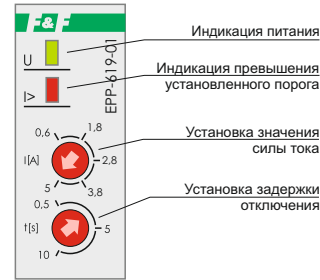 F&F
U
I>
EPP-619-01
0,6
1,8
I[A]
2,8
5
3,8
0,5
t[s]
5
10
Индикация питания
Индикация превышения
установленного порога
Установка значения
силы тока
Установка задержки
отключения